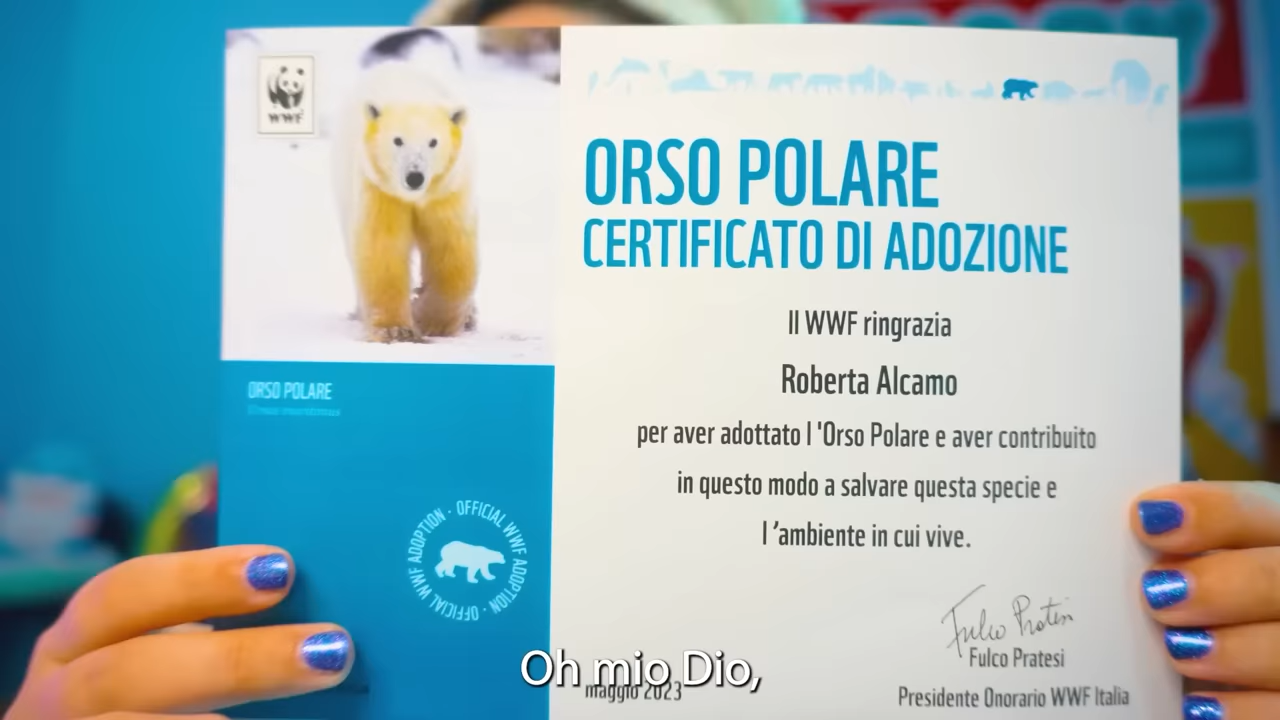 WWF
ORSO POLARE
CERTIFICATO DI ADOZIONE
Il WWF ringrazia
Roberta Alcamo
per aver adottato l 'Orso Polare e aver contribuito
in questo modo a salvare questa specie e
l 'ambiente in cui vive.
ORSO POLARE
OFFICIAL WWF ADOPTION · OFFICIAL WWF ADOPTION ·
Fulco Pratesi
Fulco Pratesi
Presidente Onorario WWF Italia
maggio 2023
Oh mio Dio,